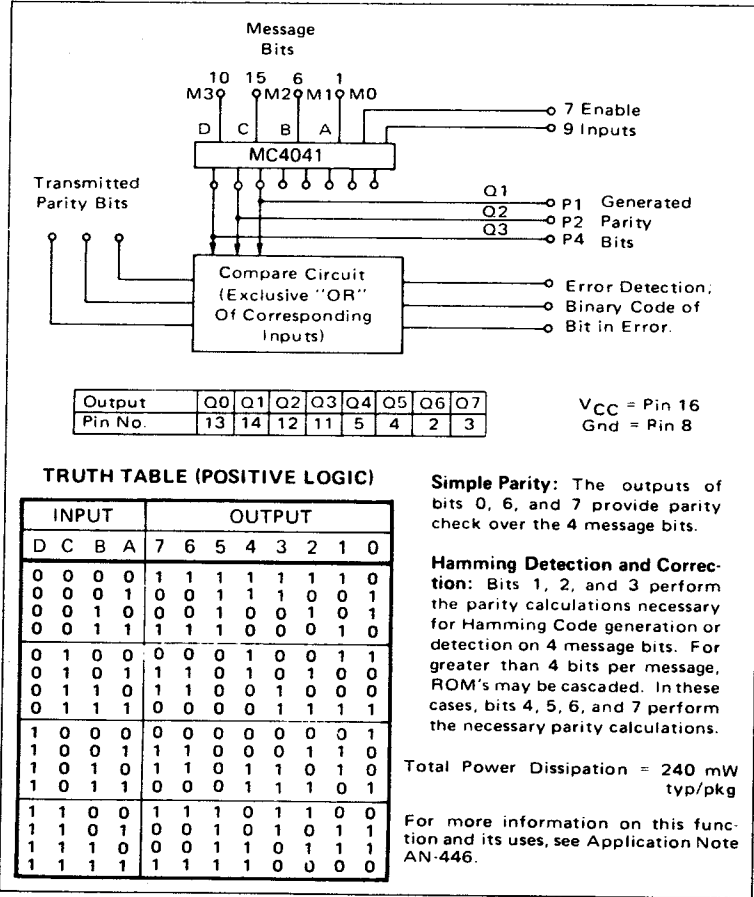 Message
Bits
10 15 6 1
M3 M2 M1 M0
7 Enable
9 Inputs
D C B A
MC4041
Transmitted
Parity Bits
Q1
Q2
Q3
P1 Generated
P2 Parity
P4 Bits
Compare Circuit
(Exclusive "OR"
Of Corresponding
Inputs)
Error Detection,
Binary Code of
Bit in Error.
Output Q0 Q1 Q2 Q3 Q4 Q5 Q6 Q7
Pin No. 13 14 12 11 5 4 2 3
VCC = Pin 16
Gnd = Pin 8
TRUTH TABLE (POSITIVE LOGIC)
INPUT OUTPUT
D C B A 7 6 5 4 3 2 1 0
0 0 0 0 1 1 1 1 1 1 1 0
0 0 0 1 0 0 1 1 1 0 0 1
0 0 1 0 0 0 1 0 0 1 0 1
0 0 1 1 1 1 1 0 0 0 1 0
0 1 0 0 0 0 0 1 0 0 1 1
0 1 0 1 1 1 0 1 0 1 0 0
0 1 1 0 1 1 0 0 1 0 0 0
0 1 1 1 0 0 0 0 1 1 1 1
1 0 0 0 0 0 0 0 0 0 0 1
1 0 0 1 1 1 0 0 0 1 1 0
1 0 1 0 1 1 0 1 1 0 1 0
1 0 1 1 0 0 0 1 1 1 0 1
1 1 0 0 1 1 1 0 1 1 0 0
1 1 0 1 0 0 1 0 1 0 1 1
1 1 1 0 0 0 1 1 0 1 1 1
1 1 1 1 1 1 1 1 0 0 0 0
Simple Parity: The outputs of
bits 0, 6, and 7 provide parity
check over the 4 message bits.
Hamming Detection and Correc-
tion: Bits 1, 2, and 3 perform
the parity calculations necessary
for Hamming Code generation or
detection on 4 message bits. For
greater than 4 bits per message,
ROM's may be cascaded. In these
cases, bits 4, 5, 6, and 7 perform
the necessary parity calculations.
Total Power Dissipation = 240 mW
typ/pkg
For more information on this func-
tion and its uses, see Application Note
AN-446.